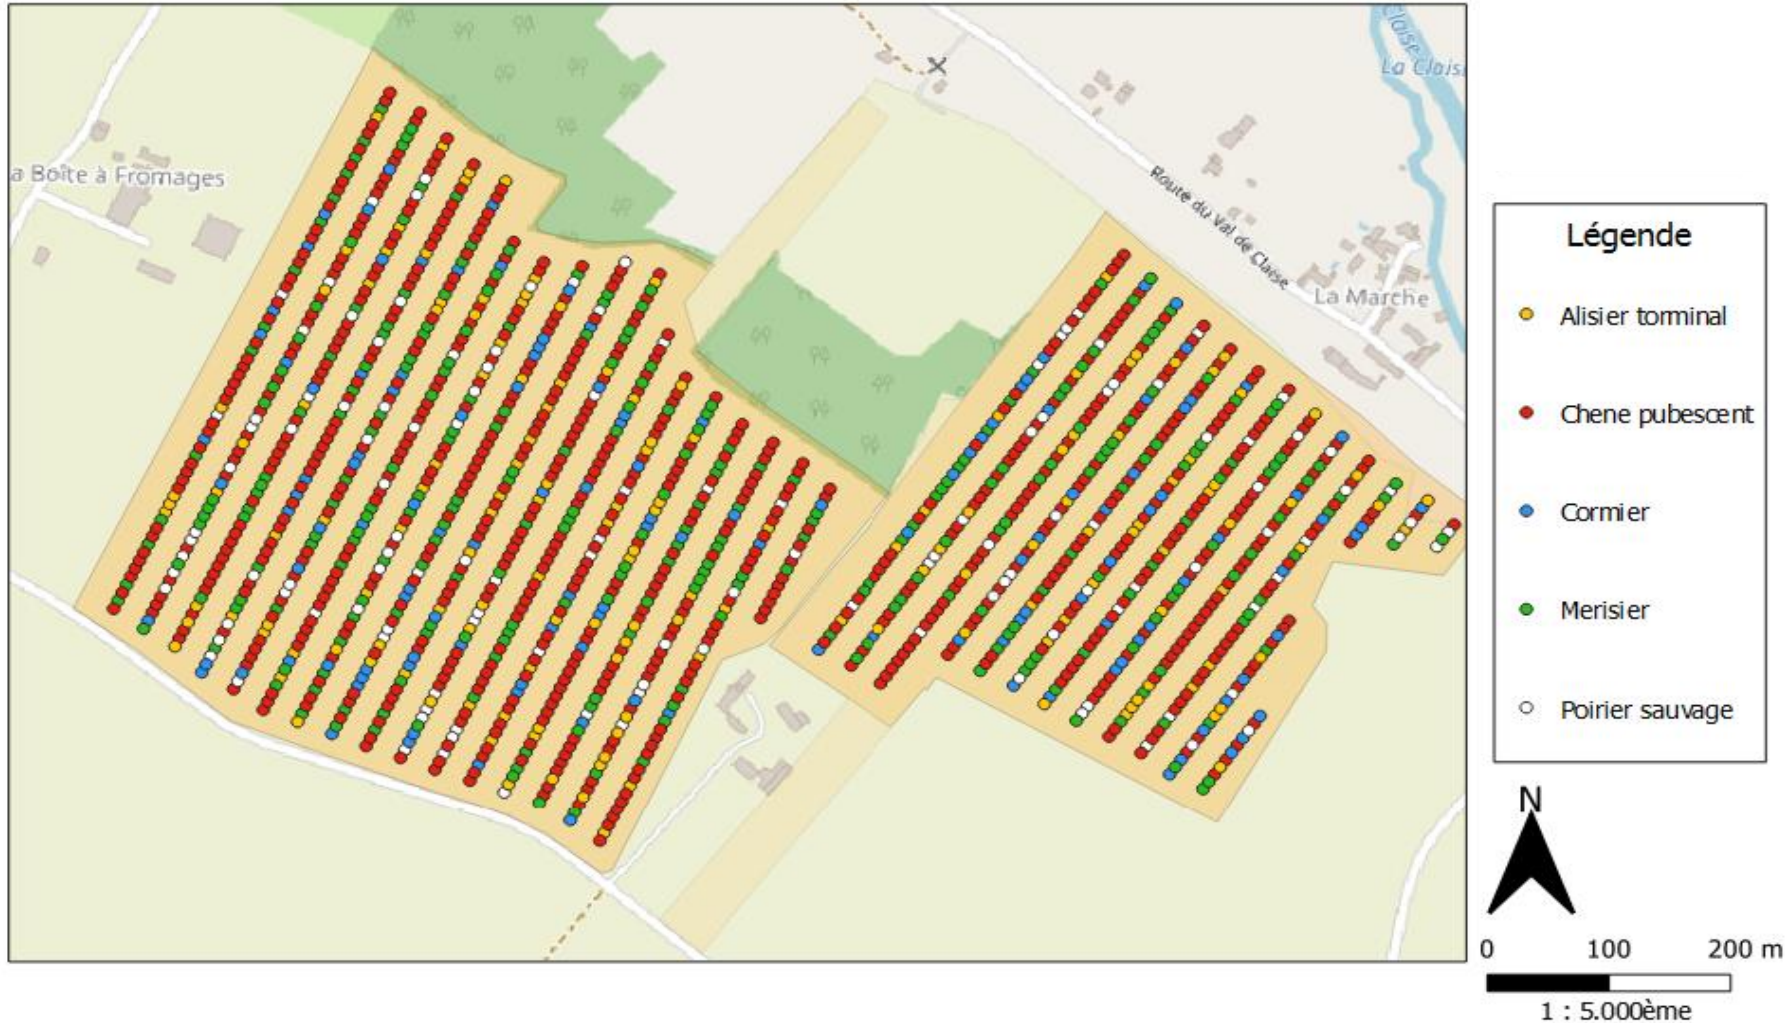 Claise
La Clais
a Boîte à Fromages
Route du Val de Claise
La Marche
Légende
Alisier torminal
Chene pubescent
Cormier
Merisier
Poirier sauvage
N
0 100 200 m
1 : 5.000ème